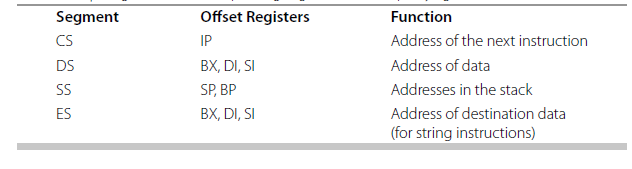 Segment Offset Registers Function
CS IP Address of the next instruction
DS BX, DI, SI Address of data
SS SP, BP Addresses in the stack
ES BX, DI, SI Address of destination data
(for string instructions)